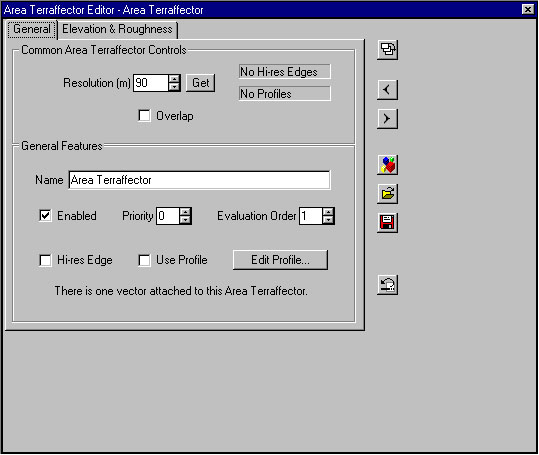 Area Terraffector Editor - Area Terraffector
General Elevation & Roughness
Common Area Terraffector Controls
Resolution (m) 90 Get No Hi-res Edges
No Profiles
Overlap
General Features
Name Area Terraffector
Enabled Priority 0 Evaluation Order 1
Hi-res Edge Use Profile Edit Profile...
There is one vector attached to this Area Terraffector.